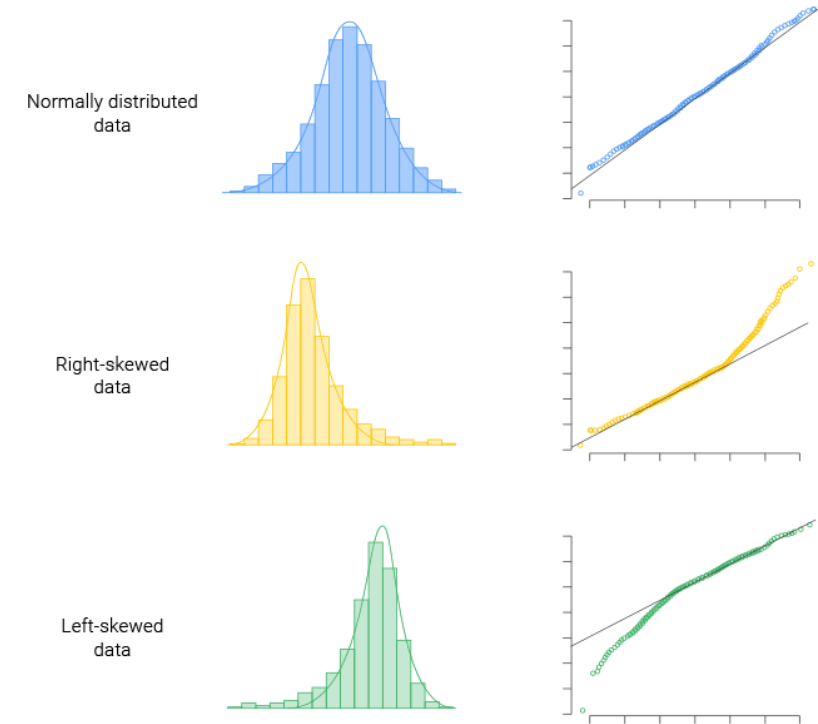 Normally distributed
data
Right-skewed
data
Left-skewed
data